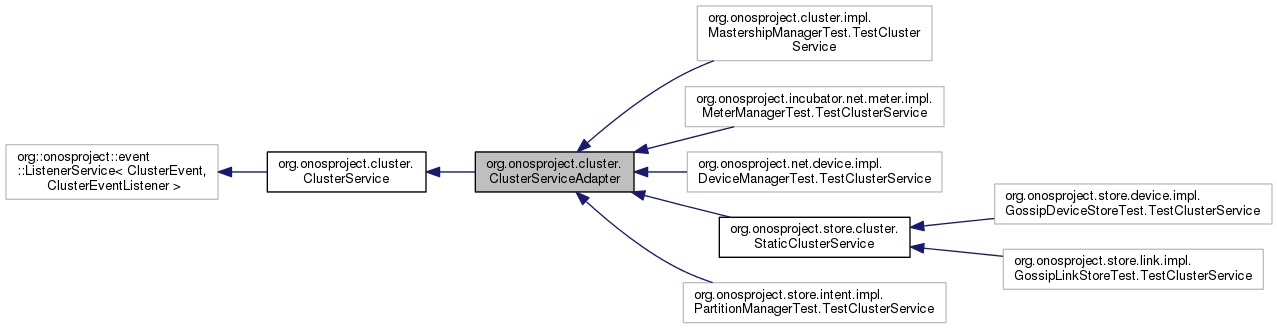 org.onosproject.cluster.impl.
MastershipManagerTest.TestCluster
Service
org.onosproject.incubator.net.meter.impl.
MeterManagerTest.TestClusterService
org::onosproject::event
::ListenerService< ClusterEvent,
ClusterEventListener >
org.onosproject.cluster.
ClusterService
org.onosproject.cluster.
ClusterServiceAdapter
org.onosproject.net.device.impl.
DeviceManagerTest.TestClusterService
org.onosproject.store.cluster.
StaticClusterService
org.onosproject.store.device.impl.
GossipDeviceStoreTest.TestClusterService
org.onosproject.store.link.impl.
GossipLinkStoreTest.TestClusterService
org.onosproject.store.intent.impl.
PartitionManagerTest.TestClusterService